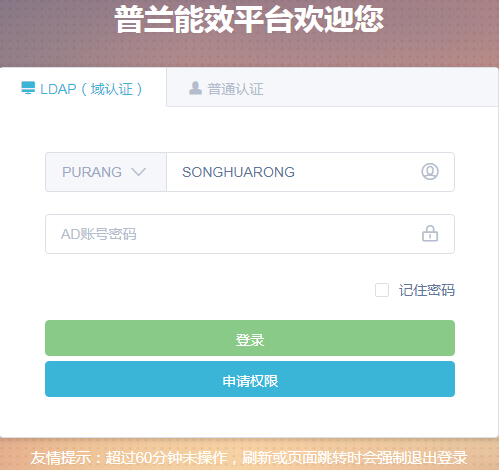 普兰能效平台欢迎您
LDAP（域认证） 普通认证
PURANG SONGHUARONG
AD账号密码
记住密码
登录
申请权限
友情提示：超过60分钟未操作，刷新或页面跳转时会强制退出登录